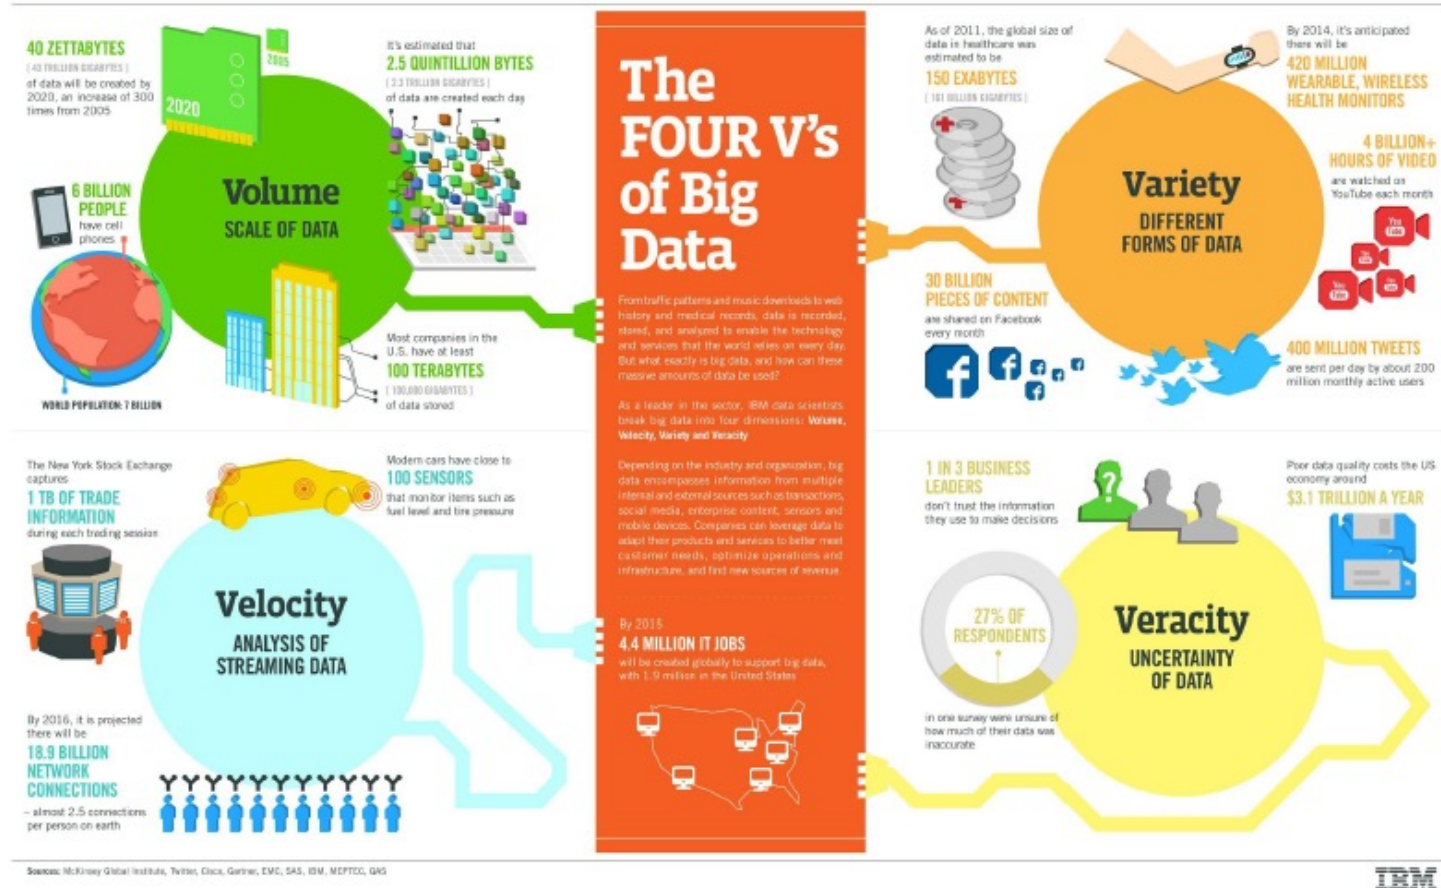 40 ZETTABYTES
[ 43 TRILLION GIGABYTES ]
of data will be created by
2020, an increase of 300
times from 2005
2020
2005
It's estimated that
2.5 QUINTILLION BYTES
[ 2.3 TRILLION GIGABYTES ]
of data are created each day
6 BILLION
PEOPLE
have cell
phones
WORLD POPULATION: 7 BILLION
Volume
SCALE OF DATA
Most companies in the
U.S. have at least
100 TERABYTES
[ 100,000 GIGABYTES ]
of data stored
The New York Stock Exchange
captures
1 TB OF TRADE
INFORMATION
during each trading session
Modern cars have close to
100 SENSORS
that monitor items such as
fuel level and tire pressure
Velocity
ANALYSIS OF
STREAMING DATA
By 2016, it is projected
there will be
18.9 BILLION
NETWORK
CONNECTIONS
– almost 2.5 connections
per person on earth
The
FOUR V's
of Big
Data
From traffic patterns and music downloads to web
history and medical records, data is recorded,
stored, and analyzed to enable the technology
and services that the world relies on every day.
But what exactly is big data, and how can these
massive amounts of data be used?
As a leader in the sector, IBM data scientists
break big data into four dimensions: Volume,
Velocity, Variety and Veracity
Depending on the industry and organization, big
data encompasses information from multiple
internal and external sources such as transactions,
social media, enterprise content, sensors and
mobile devices. Companies can leverage data to
adapt their products and services to better meet
customer needs, optimize operations and
infrastructure, and find new sources of revenue.
By 2015
4.4 MILLION IT JOBS
will be created globally to support big data,
with 1.9 million in the United States
As of 2011, the global size of
data in healthcare was
estimated to be
150 EXABYTES
[ 161 BILLION GIGABYTES ]
By 2014, it's anticipated
there will be
420 MILLION
WEARABLE, WIRELESS
HEALTH MONITORS
4 BILLION+
HOURS OF VIDEO
are watched on
YouTube each month
You
Tube
You
Tube
You
Tube
You
Tube
Variety
DIFFERENT
FORMS OF DATA
30 BILLION
PIECES OF CONTENT
are shared on Facebook
every month
400 MILLION TWEETS
are sent per day by about 200
million monthly active users
1 IN 3 BUSINESS
LEADERS
don't trust the information
they use to make decisions
?
Poor data quality costs the US
economy around
$3.1 TRILLION A YEAR
27% OF
RESPONDENTS
in one survey were unsure of
how much of their data was
inaccurate
Veracity
UNCERTAINTY
OF DATA
Sources: McKinsey Global Institute, Twitter, Cisco, Gartner, EMC, SAS, IBM, MEPTEC, QAS
IBM